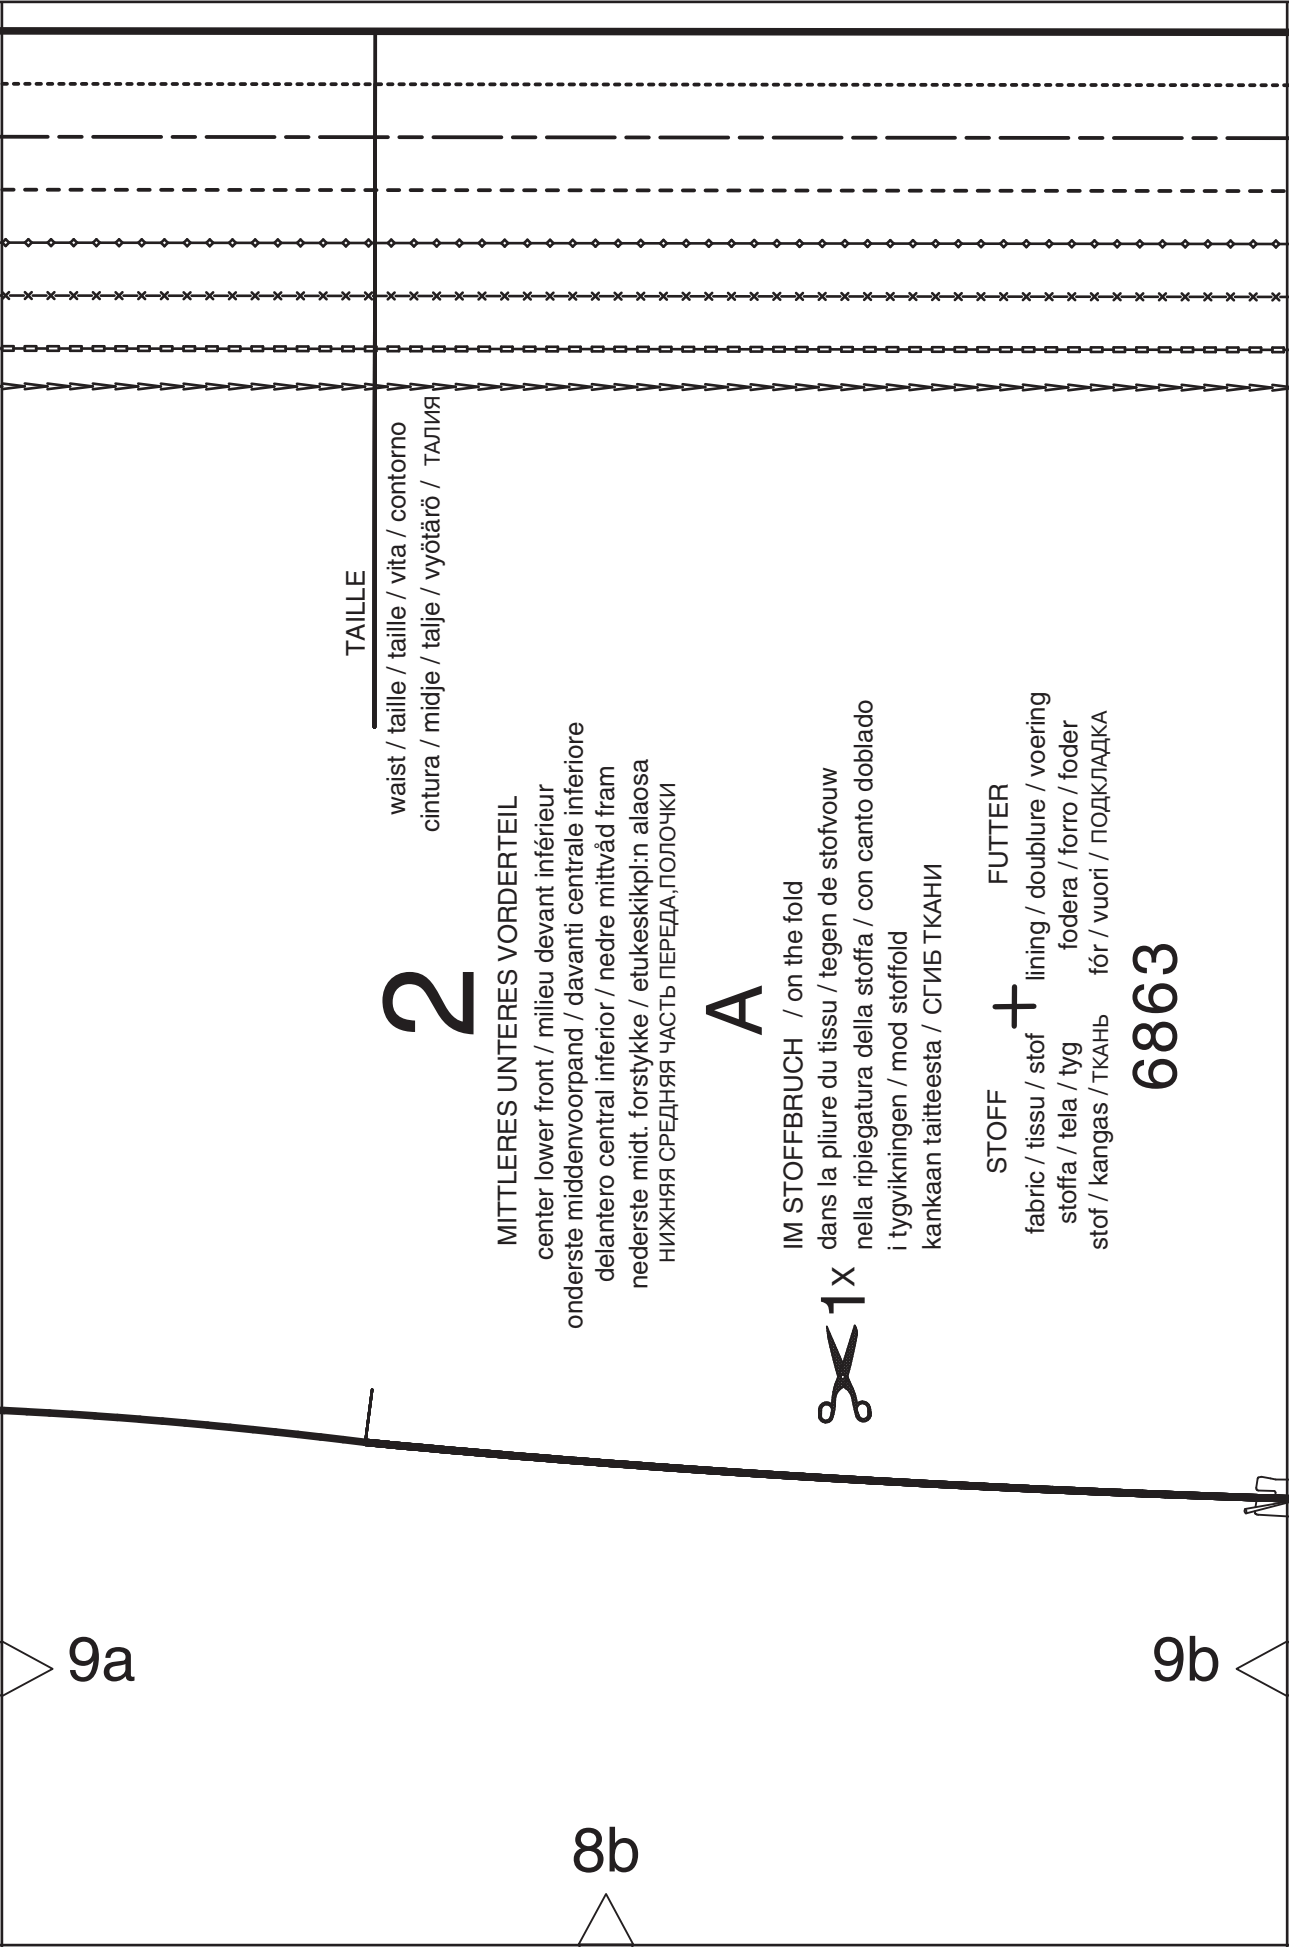 TAILLE
waist / taille / taille / vita / contorno
cintura / midje / talje / vyötärö / ТАЛИЯ
2
MITTLERES UNTERES VORDERTEIL
center lower front / milieu devant inférieur
onderste middenvoorpand / davanti centrale inferiore
delantero central inferior / nedre mittvåd fram
nederste midt. forstykke / etukeskikpl:n alaosa
НИЖНЯЯ СРЕДНЯЯ ЧАСТЬ ПЕРЕДА,ПОЛОЧКИ
A
1x
IM STOFFBRUCH / on the fold
dans la pliure du tissu / tegen de stofvouw
nella ripiegatura della stoffa / con canto doblado
i tygvikningen / mod stoffold
kankaan taitteesta / СГИБ ТКАНИ
STOFF + FUTTER
fabric / tissu / stof
stoffa / tela / tyg
stof / kangas / ТКАНЬ
lining / doublure / voering
fodera / forro / foder
fór / vuori / ПОДКЛАДКА
6863
9a
9b
8b